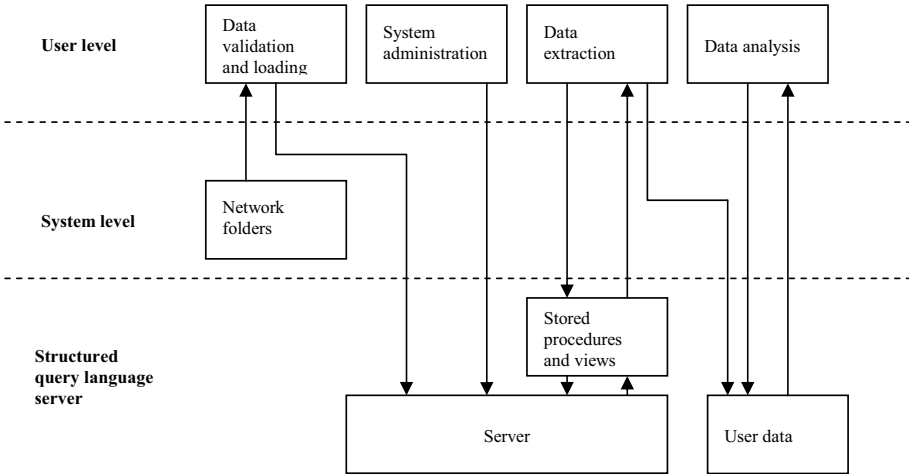 User level
Data
validation
and loading
System
administration
Data
extraction
Data analysis
System level
Network
folders
Structured
query language
server
Stored
procedures
and views
Server
User data